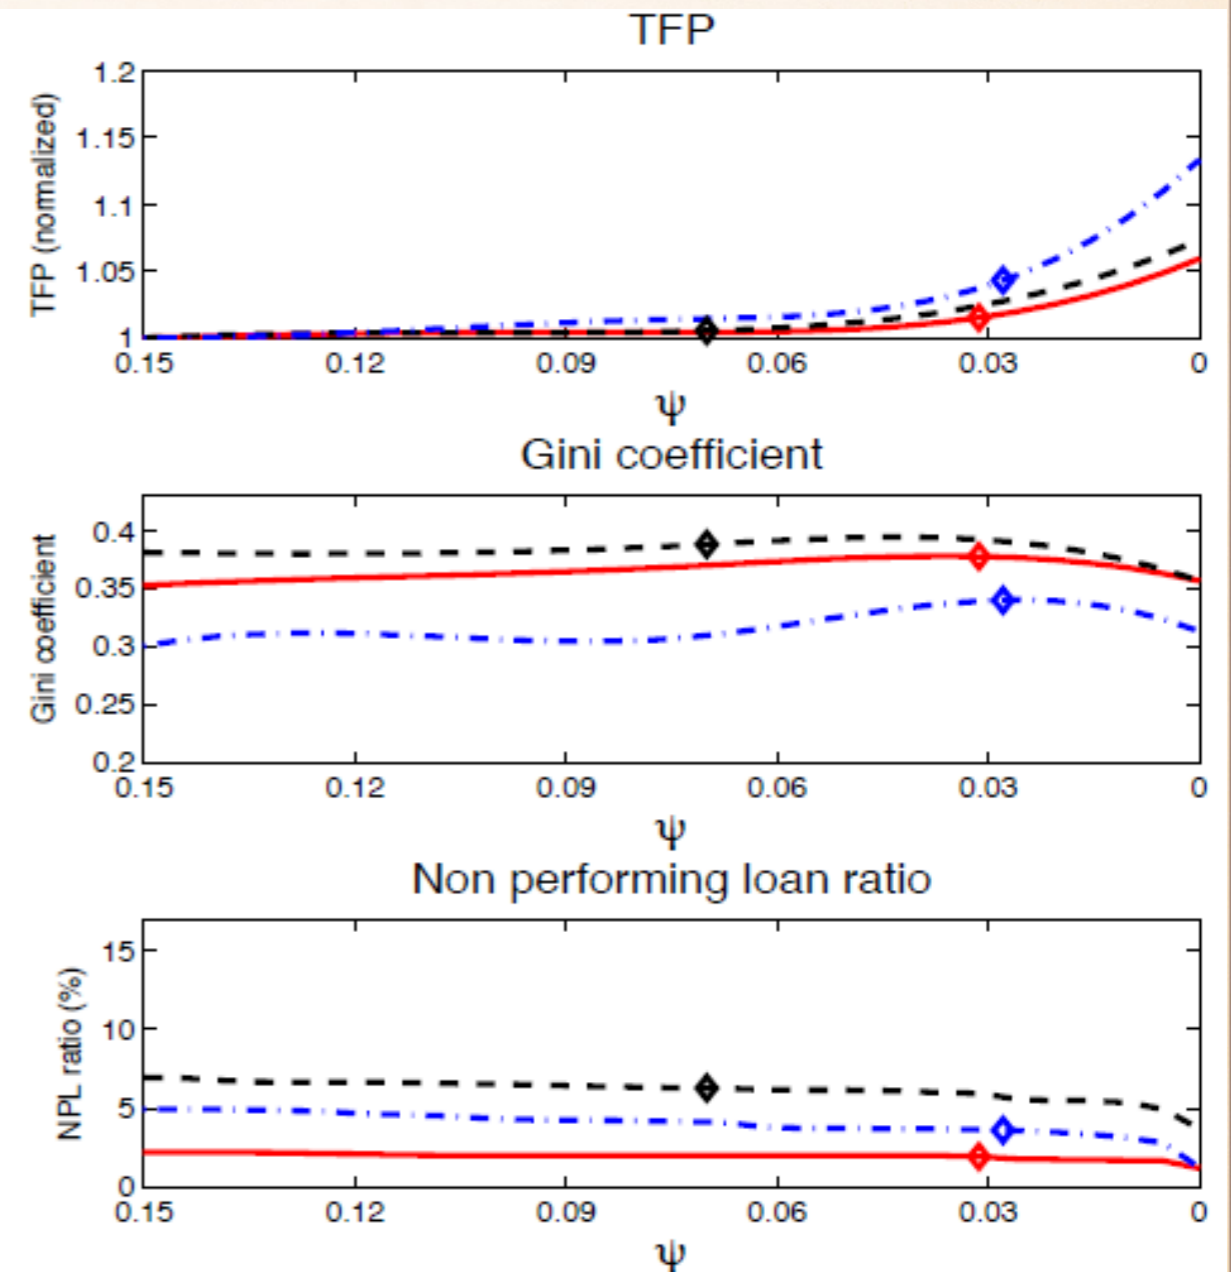 TFP
TFP (normalized)
1.2
1.15
1.1
1.05
1
0.15 0.12 0.09 0.06 0.03 0
ψ
Gini coefficient
Gini coefficient
0.4
0.35
0.3
0.25
0.2
0.15 0.12 0.09 0.06 0.03 0
ψ
Non performing loan ratio
NPL ratio (%)
15
10
5
0
0.15 0.12 0.09 0.06 0.03 0
ψ